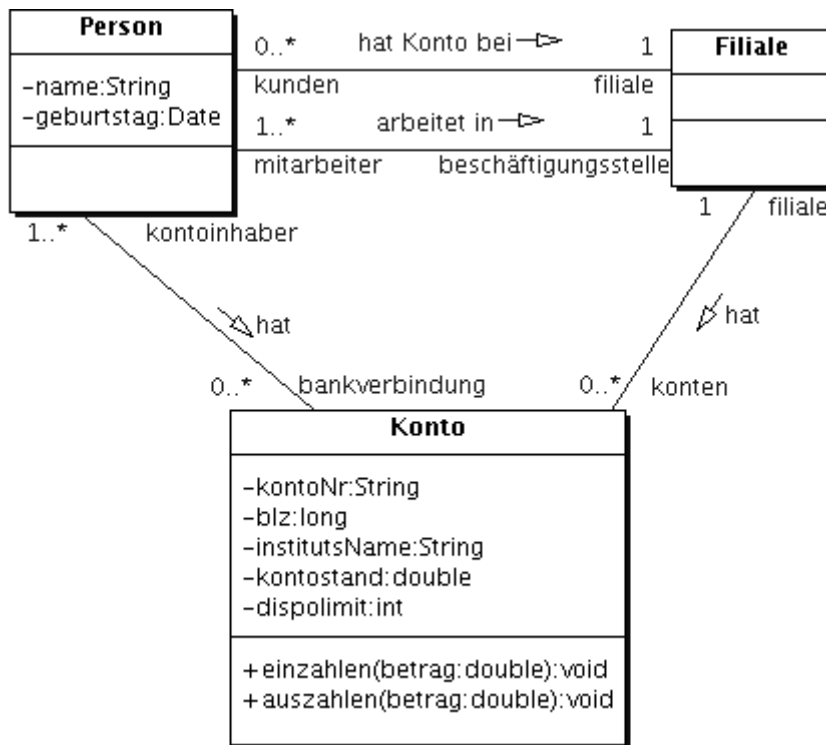 Person
-name:String
-geburtstag:Date
0..* hat Konto bei 1
kunden filiale
1..* arbeitet in 1
mitarbeiter beschäftigungsstelle
Filiale
1..* kontoinhaber
1 filiale
hat
hat
0..* bankverbindung
0..* konten
Konto
-kontoNr:String
-blz:long
-institutsName:String
-kontostand:double
-dispolimit:int
+einzahlen(betrag:double):void
+auszahlen(betrag:double):void